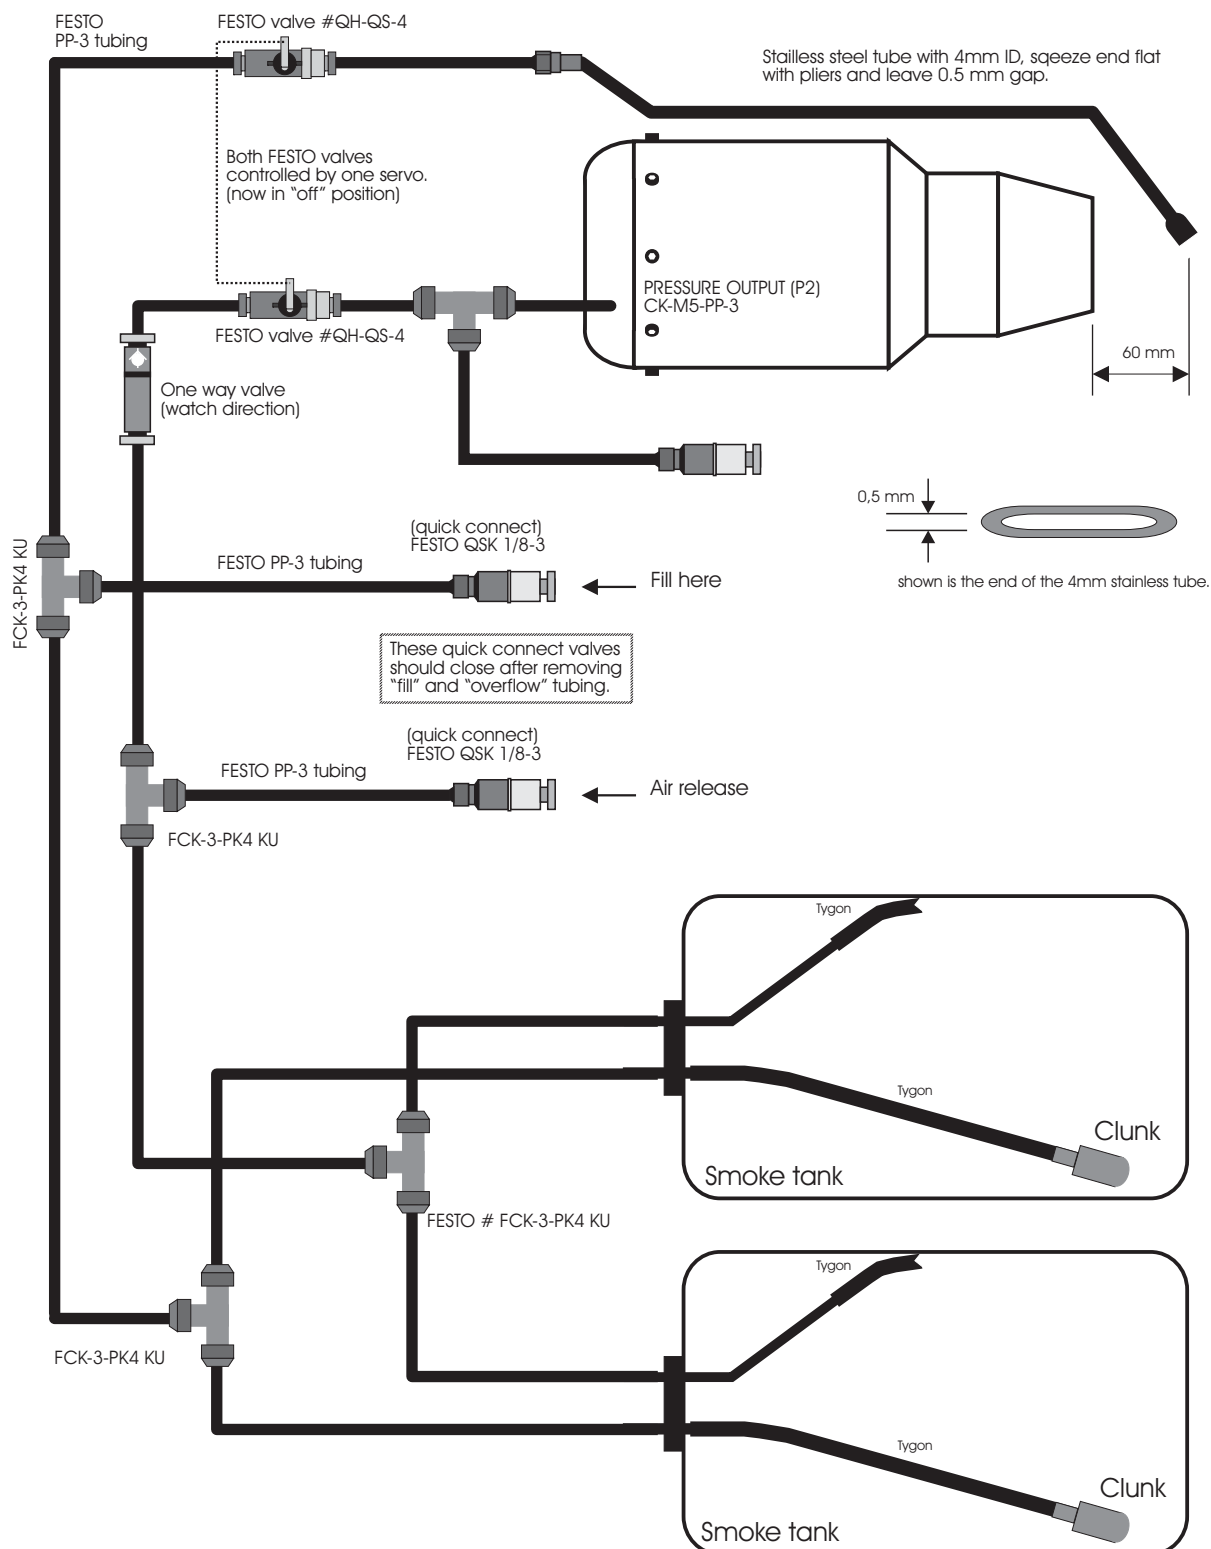 FESTO
PP-3 tubing
FESTO valve #QH-QS-4
Stailless steel tube with 4mm ID, sqeeze end flat
with pliers and leave 0.5 mm gap.
Both FESTO valves
controlled by one servo.
(now in “off” position)
PRESSURE OUTPUT (P2)
CK-M5-PP-3
FESTO valve #QH-QS-4
60 mm
One way valve
(watch direction)
0,5 mm
shown is the end of the 4mm stainless tube.
(quick connect)
FESTO QSK 1/8-3
FESTO PP-3 tubing
Fill here
FCK-3-PK4 KU
These quick connect valves
should close after removing
“fill” and “overflow” tubing.
(quick connect)
FESTO QSK 1/8-3
FESTO PP-3 tubing
Air release
FCK-3-PK4 KU
Tygon
Tygon
Clunk
Smoke tank
FESTO # FCK-3-PK4 KU
Tygon
FCK-3-PK4 KU
Tygon
Clunk
Smoke tank